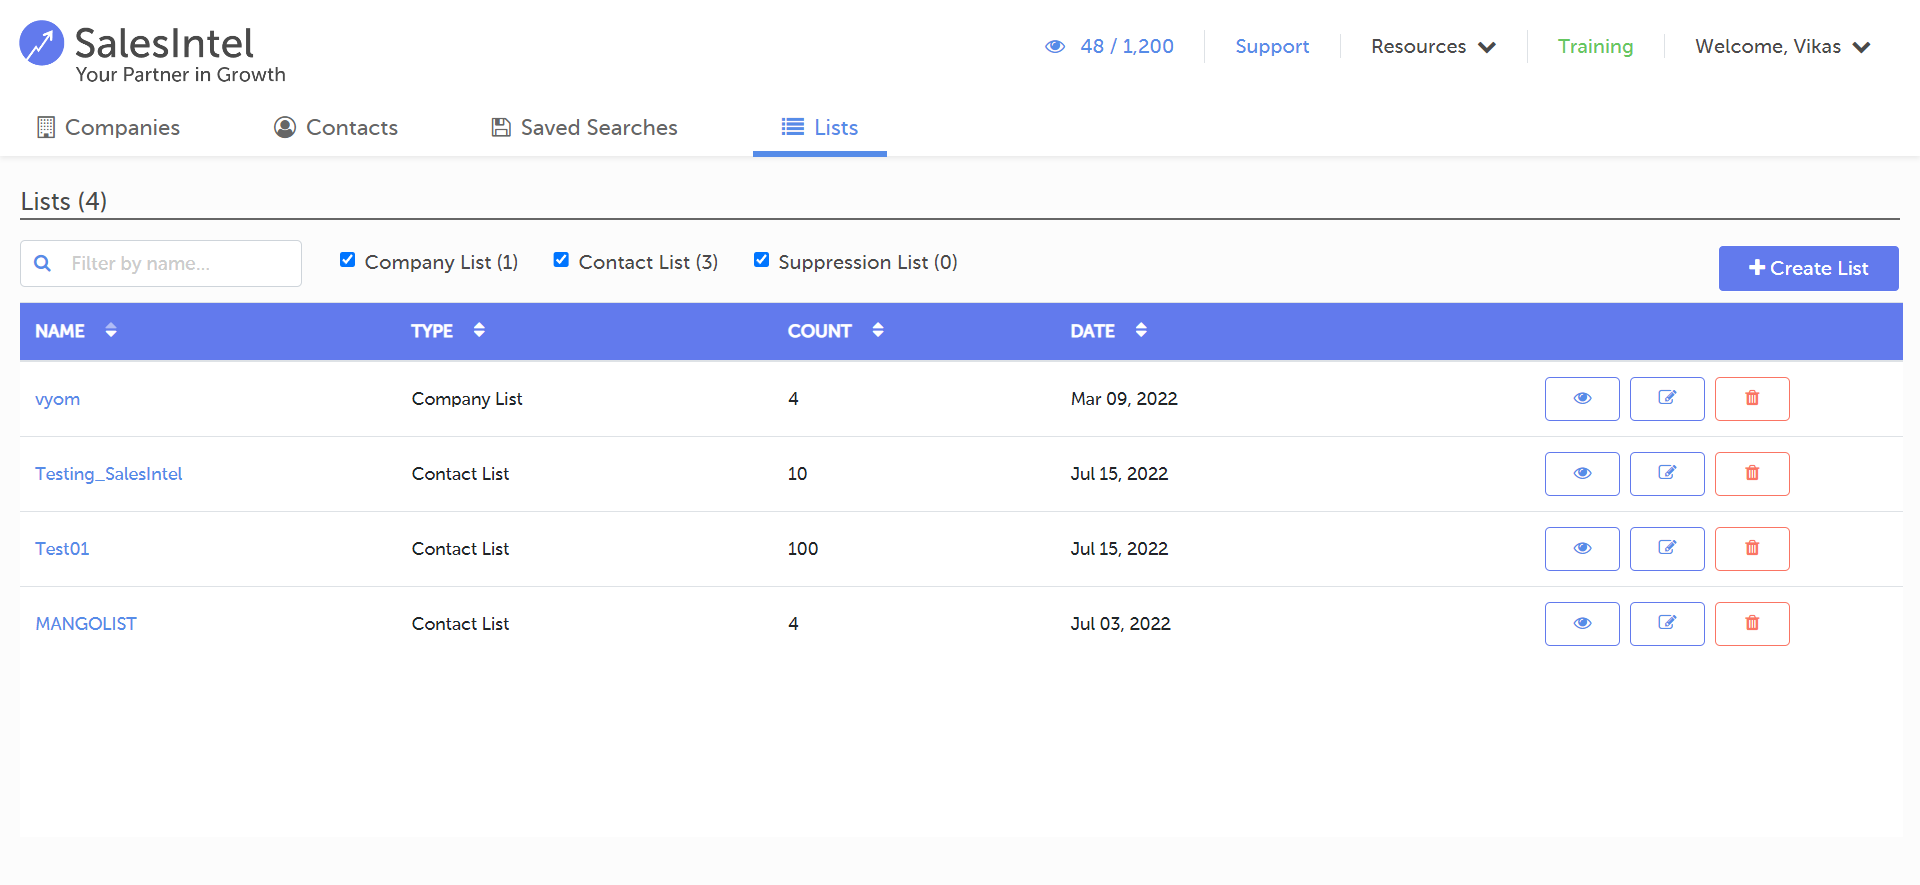 SalesIntel
Your Partner in Growth
48 / 1,200
Support
Resources
Training
Welcome, Vikas
Companies
Contacts
Saved Searches
Lists
Lists (4)
Filter by name...
Company List (1)
Contact List (3)
Suppression List (0)
Create List
NAME TYPE COUNT DATE
vyom Company List 4 Mar 09, 2022
Testing_SalesIntel Contact List 10 Jul 15, 2022
Test01 Contact List 100 Jul 15, 2022
MANGOLIST Contact List 4 Jul 03, 2022